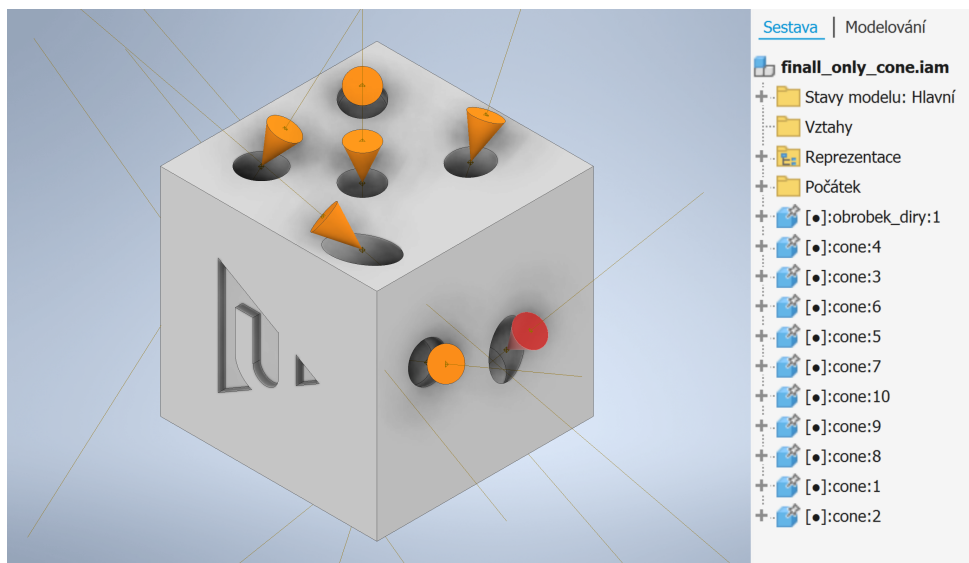 Sestava | Modelování
finall_only_cone.iam
Stavy modelu: Hlavní
Vztahy
Reprezentace
Počátek
[●]:obrobek_diry:1
[●]:cone:4
[●]:cone:3
[●]:cone:6
[●]:cone:5
[●]:cone:7
[●]:cone:10
[●]:cone:9
[●]:cone:8
[●]:cone:1
[●]:cone:2